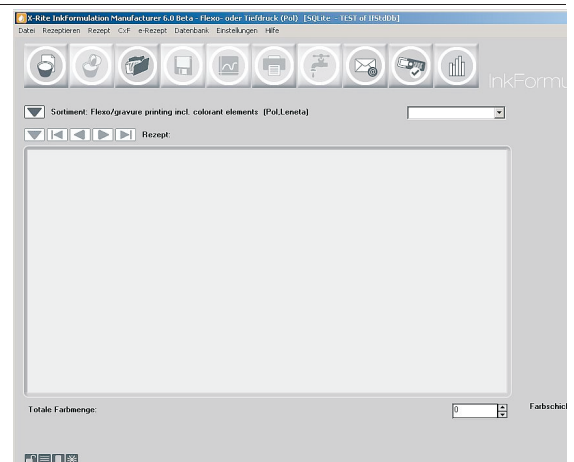 X-Rite InkFormulation Manufacturer 6.0 Beta - Flexo- oder Tiefdruck (Pol) [SQLite - TEST of IfStdDb]
Datei Rezeptieren Rezept CxF e-Rezept Datenbank Einstellungen Hilfe
InkFormu
Sortiment: Flexo/gravure printing incl. colorant elements (Pol,Leneta)
Rezept:
Totale Farbmenge:
0
Farbschich